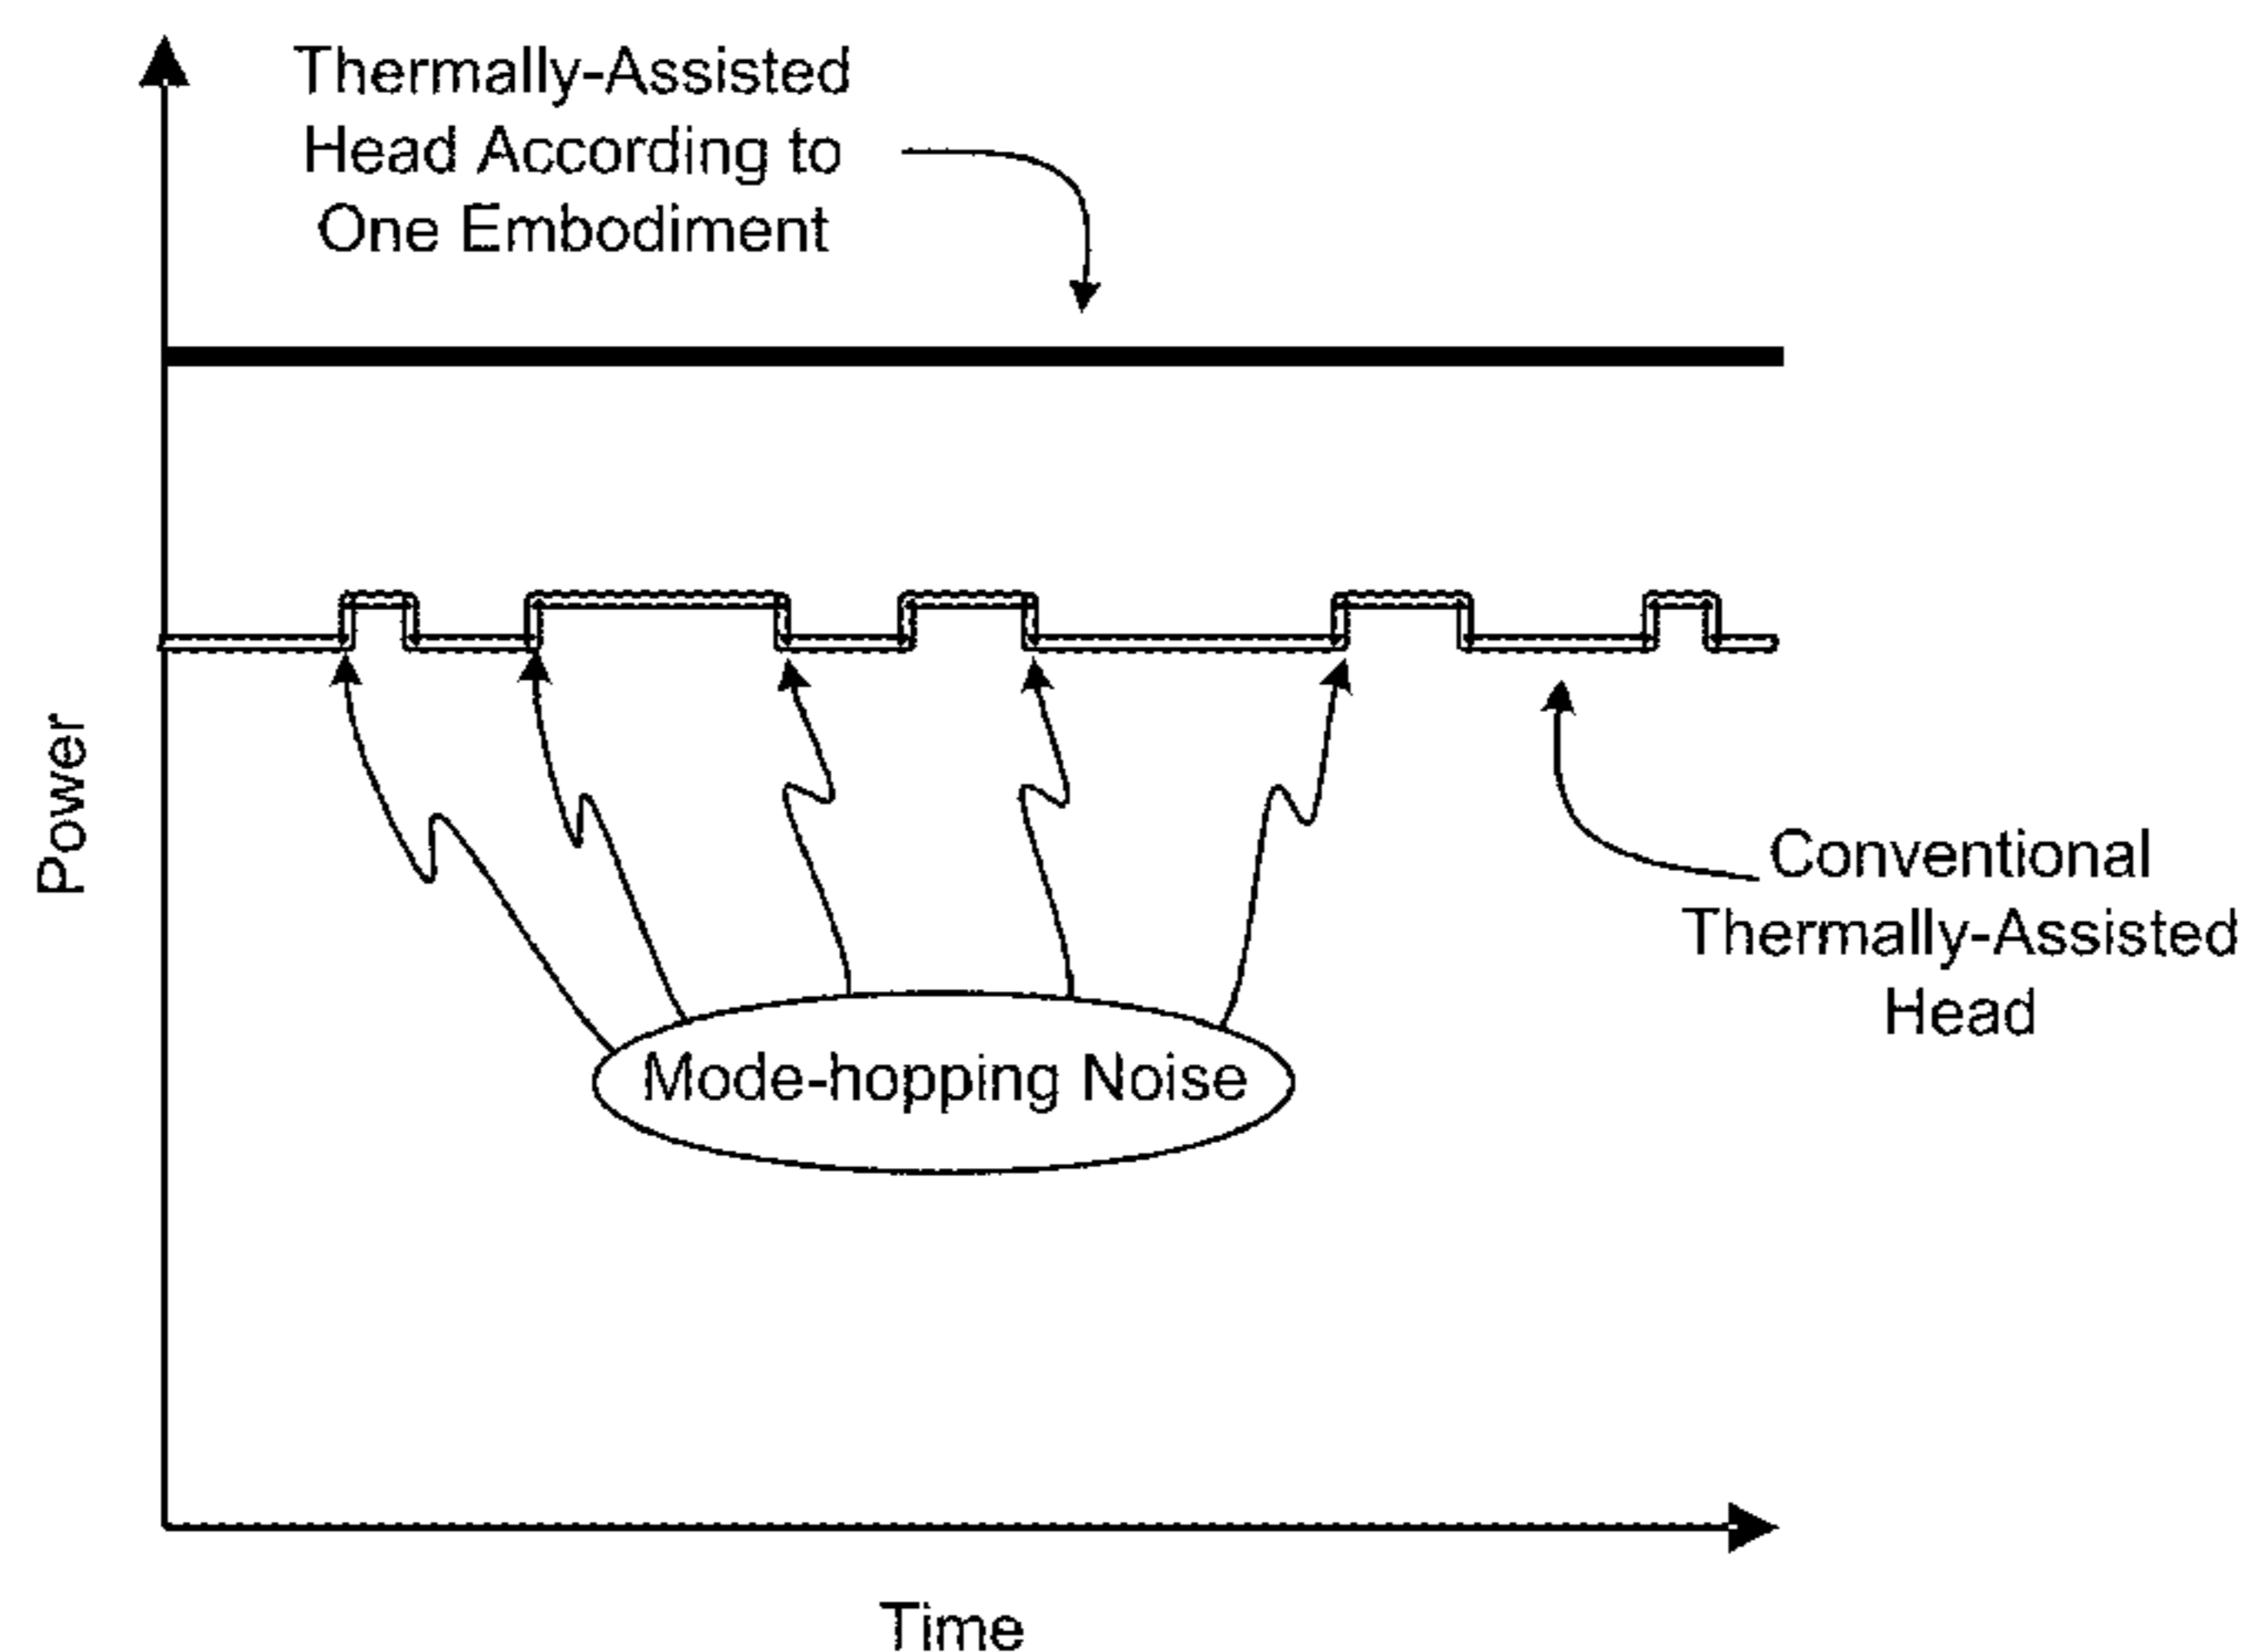 Thermally-Assisted
Head According to
One Embodiment
Power
Conventional
Thermally-Assisted
Head
Mode-hopping Noise
Time